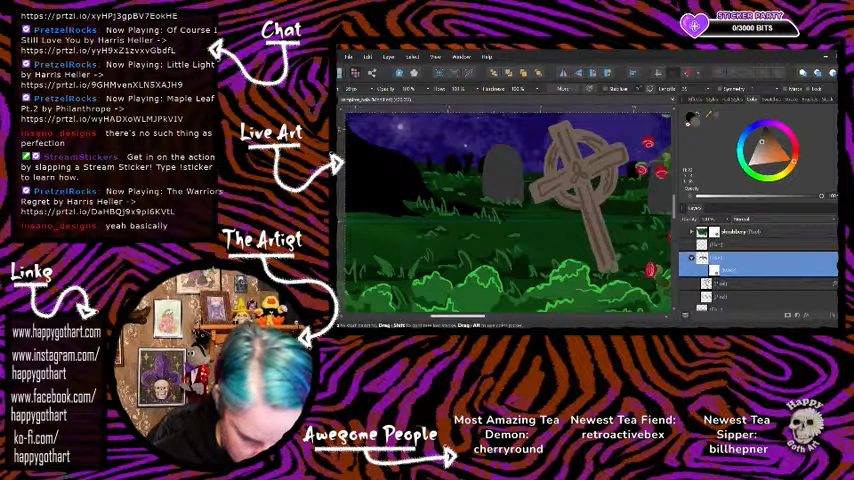 https://prtzl.io/xyHPj3gpBV7EokHE
PretzelRocks Now Playing: Of Course I
Still Love You by Harris Heller ->
https://prtzl.io/yyH9xZ1zvxvGbdfL
PretzelRocks Now Playing: Little Light
by Harris Heller ->
https://prtzl.io/9GHMvenXLN5XAJH9
PretzelRocks Now Playing: Maple Leaf
Pt.2 by Philanthrope ->
https://prtzl.io/wyHADXoWLMJPkVIV
insano_designs there's no such thing as
perfection
StreamStickers Get in on the action
by slapping a Stream Sticker! Type !sticker
to learn how.
PretzelRocks Now Playing: The Warriors
Regret by Harris Heller ->
https://prtzl.io/DaHBQJ9x9pI6KVtL
insano_designs yeah basically
Chat
Live Art
The Artist
Links
www.happygothart.com
www.instagram.com/
happygothart
www.facebook.com/
happygothart
ko-fi.com/
happygothart
STICKER PARTY
0/3000 BITS
Awesome People
Most Amazing Tea
Demon:
cherryround
Newest Tea Fiend:
retroactivebex
Newest Tea
Sipper:
billhepner
Happy
Goth Art